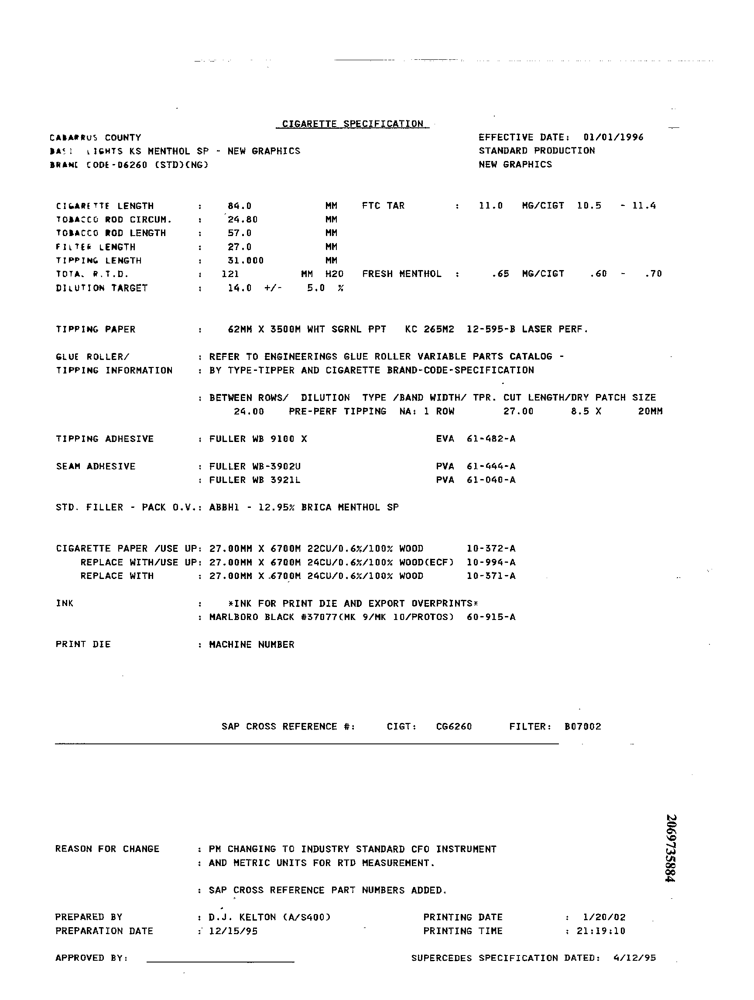 CIGARETTE SPECIFICATION
CABARRUS COUNTY EFFECTIVE DATE: 01/01/1996
LIGHTS KS MENTHOL SP - NEW GRAPHICS STANDARD PRODUCTION
BRAND CODE-D6260 (STD)(NG) NEW GRAPHICS
CIGARETTE LENGTH : 84.0 MM FTC TAR : 11.0 MG/CIGT 10.5 - 11.4
TOBACCO ROD CIRCUM. : 24.80 MM
TOBACCO ROD LENGTH : 57.0 MM
FILTER LENGTH : 27.0 MM
TIPPING LENGTH : 31.000 MM
TOTAL R.T.D. : 121 MM H2O FRESH MENTHOL : .65 MG/CIGT .60 - .70
DILUTION TARGET : 14.0 +/- 5.0 %
TIPPING PAPER : 62MM X 3500M WHT SGRNL PPT KC 265M2 12-595-B LASER PERF.
GLUE ROLLER/ : REFER TO ENGINEERINGS GLUE ROLLER VARIABLE PARTS CATALOG -
TIPPING INFORMATION : BY TYPE-TIPPER AND CIGARETTE BRAND-CODE-SPECIFICATION
: BETWEEN ROWS/ DILUTION TYPE /BAND WIDTH/ TPR. CUT LENGTH/DRY PATCH SIZE
24.00 PRE-PERF TIPPING NA: 1 ROW 27.00 8.5 X 20MM
TIPPING ADHESIVE : FULLER WB 9100 X EVA 61-482-A
SEAM ADHESIVE : FULLER WB-3902U PVA 61-444-A
: FULLER WB 3921L PVA 61-040-A
STD. FILLER - PACK O.V.: ABBH1 - 12.95% BRICA MENTHOL SP
CIGARETTE PAPER /USE UP: 27.00MM X 6700M 22CU/0.6%/100% WOOD 10-372-A
REPLACE WITH/USE UP: 27.00MM X 6700M 24CU/0.6%/100% WOOD(ECF) 10-994-A
REPLACE WITH : 27.00MM X 6700M 24CU/0.6%/100% WOOD 10-371-A
INK : *INK FOR PRINT DIE AND EXPORT OVERPRINTS*
: MARLBORO BLACK #37077(MK 9/MK 10/PROTOS) 60-915-A
PRINT DIE : MACHINE NUMBER
SAP CROSS REFERENCE #: CIGT: CG6260 FILTER: B07002
2069735884
REASON FOR CHANGE : PM CHANGING TO INDUSTRY STANDARD CFO INSTRUMENT
: AND METRIC UNITS FOR RTD MEASUREMENT.
: SAP CROSS REFERENCE PART NUMBERS ADDED.
PREPARED BY : D.J. KELTON (A/S400) PRINTING DATE : 1/20/02
PREPARATION DATE : 12/15/95 PRINTING TIME : 21:19:10
APPROVED BY: SUPERCEDES SPECIFICATION DATED: 4/12/95